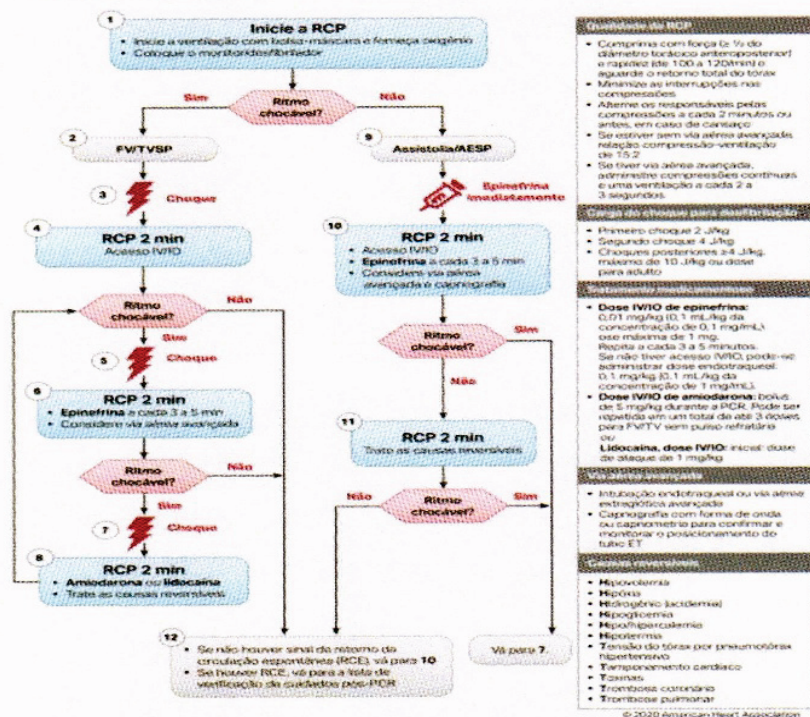 1
Inicie a RCP
• Inicie a ventilação com bolsa-máscara e forneça oxigênio
• Coloque o monitor/desfibrilador
Sim
Ritmo
chocável?
Não
2
FV/TVSP
3
Choque
4
RCP 2 min
Acesso IV/IO
Ritmo
chocável?
Não
Sim
5
Choque
6
RCP 2 min
• Epinefrina a cada 3 a 5 min
• Considere via aérea avançada
Ritmo
chocável?
Não
Sim
7
Choque
8
RCP 2 min
• Amiodarona ou lidocaína
• Trate as causas reversíveis
9
Assistolia/AESP
Epinefrina
imediatamente
10
RCP 2 min
• Acesso IV/IO
• Epinefrina a cada 3 a 5 min
• Considere via aérea
avançada e capnografia
Ritmo
chocável?
Sim
Não
11
RCP 2 min
Trate as causas reversíveis
Não
Ritmo
chocável?
Sim
12
• Se não houver sinal de retorno da
circulação espontânea (RCE), vá para 10
• Se houver RCE, vá para a lista de
verificação de cuidados pós-PCR
Vá para 7.
Qualidade da RCP
• Comprima com força (≥ ⅓ do
diâmetro torácico anteroposterior)
e rapidez (de 100 a 120/min) e
aguarde o retorno total do tórax
• Minimize as interrupções nas
compressões
• Alterne os responsáveis pelas
compressões a cada 2 minutos ou
antes, em caso de cansaço
• Se estiver sem via aérea avançada,
relação compressão-ventilação
de 15:2
• Se tiver via aérea avançada,
administre compressões contínuas
e uma ventilação a cada 2 a
3 segundos.
Carga do choque para desfibrilação
• Primeiro choque 2 J/kg
• Segundo choque 4 J/kg
• Choques posteriores ≥4 J/kg,
máximo de 10 J/kg ou dose
para adulto
Tratamento medicamentoso
• Dose IV/IO de epinefrina:
0,01 mg/kg (0,1 mL/kg da
concentração de 0,1 mg/mL).
ose máxima de 1 mg.
Repita a cada 3 a 5 minutos.
Se não tiver acesso IV/IO, pode-se
administrar dose endotraqueal:
0,1 mg/kg (0,1 mL/kg da
concentração de 1 mg/mL).
• Dose IV/IO de amiodarona: bolus
de 5 mg/kg durante a PCR. Pode ser
repetido em um total de até 3 doses
para FV/TV sem pulso refratária
ou
Lidocaína, dose IV/IO: inicial: dose
de ataque de 1 mg/kg
Via aérea avançada
• Intubação endotraqueal ou via aérea
extraglótica avançada
• Capnografia com forma de onda
ou capnometria para confirmar e
monitorar o posicionamento do
tubo ET
Causas reversíveis
• Hipovolemia
• Hipóxia
• Hidrogênio (acidemia)
• Hipoglicemia
• Hipo/hipercalemia
• Hipotermia
• Tensão do tórax por pneumotórax
hipertensivo
• Tamponamento cardíaco
• Toxinas
• Trombose coronária
• Trombose pulmonar
© 2020 American Heart Association